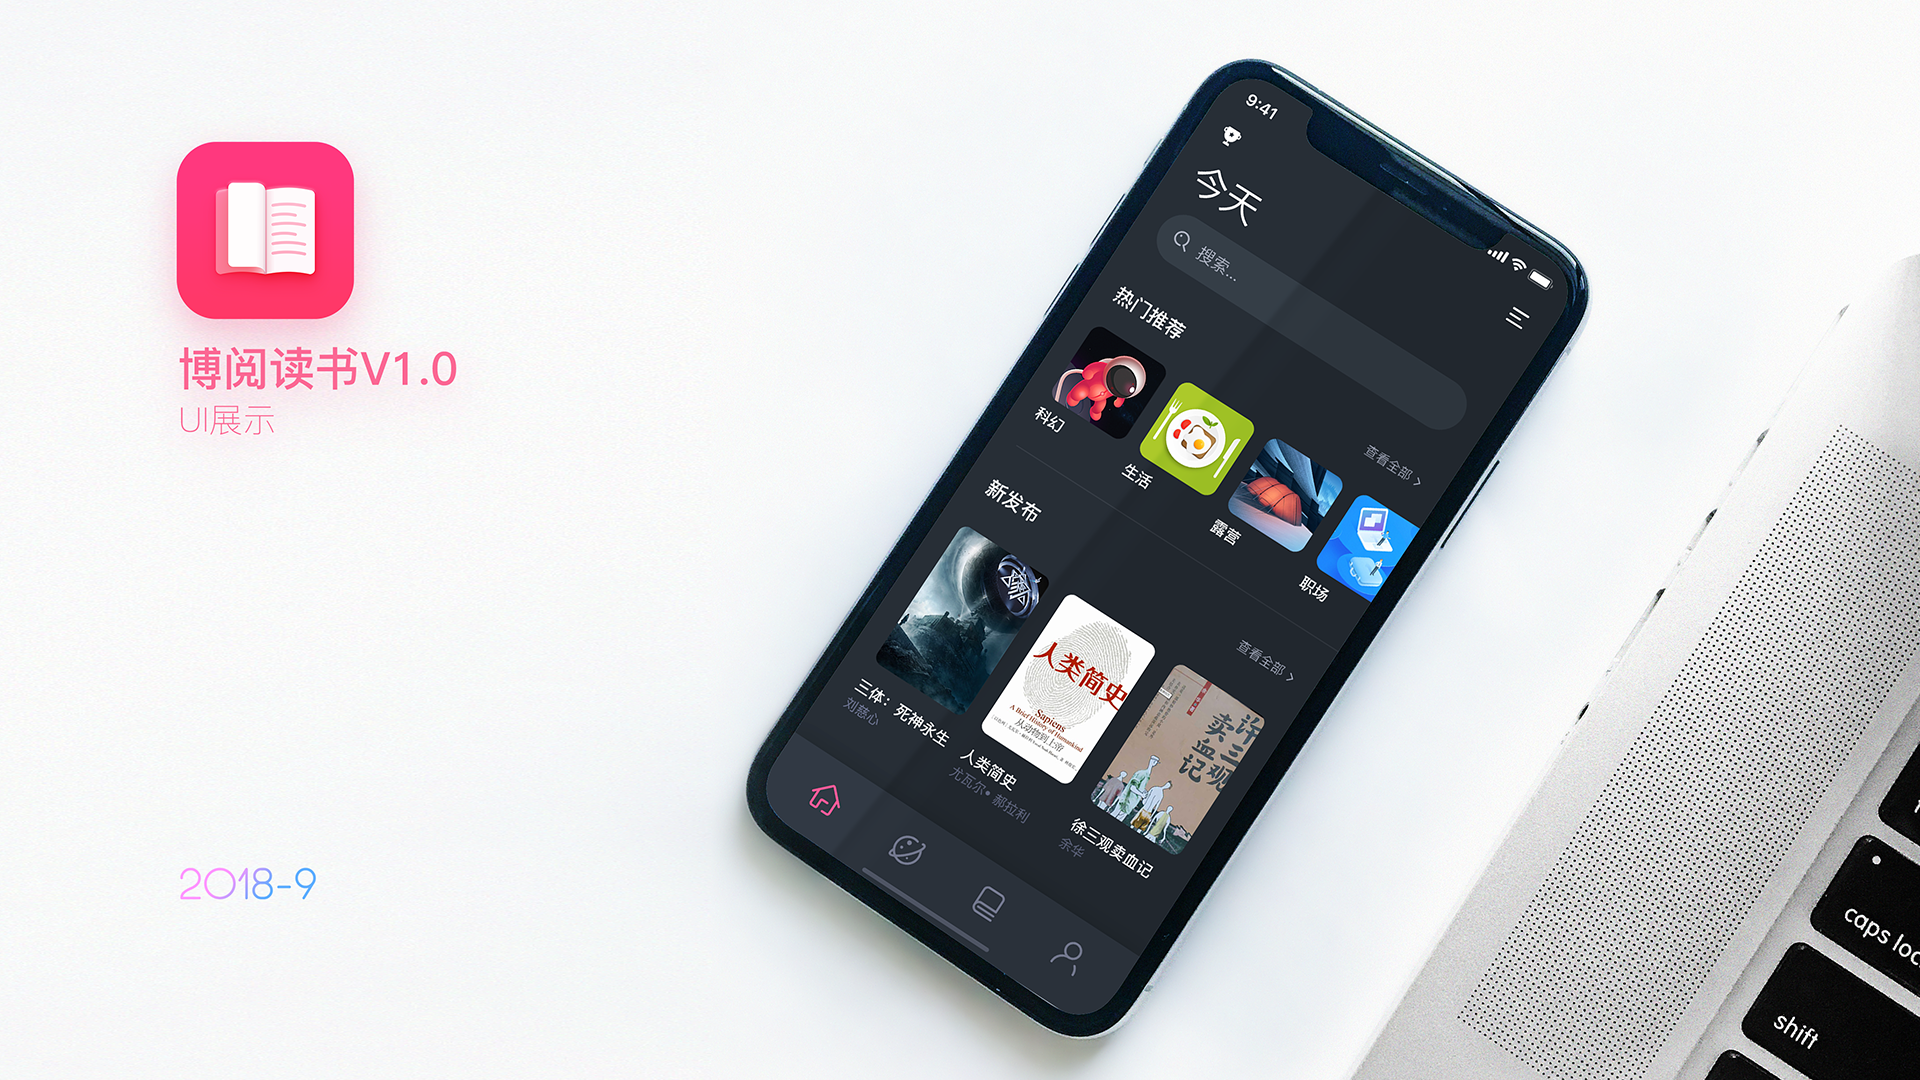 博阅读书V1.0
UI展示
2018-9
9:41
今天
搜索...
热门推荐
查看全部
科幻
生活
露营
职场
新发布
查看全部
人类简史
Sapiens
A Brief History of Humankind
从动物到上帝
许三观
卖血记
三体：死神永生
刘慈心
人类简史
尤瓦尔•郝拉利
徐三观卖血记
余华
caps loc
shift